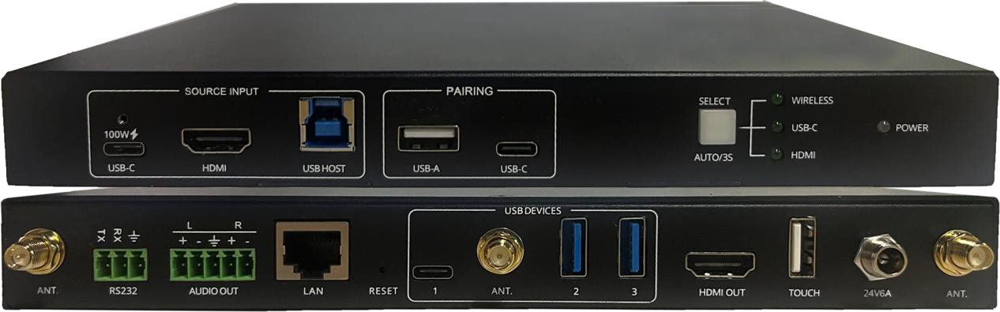 SOURCE INPUT
100W
USB-C
HDMI
USB HOST
PAIRING
USB-A
USB-C
SELECT
AUTO/3S
WIRELESS
USB-C
HDMI
POWER
ANT.
TX RX
RS232
L R
+ - + -
AUDIO OUT
LAN
RESET
USB DEVICES
1
ANT.
2
3
HDMI OUT
TOUCH
24V6A
ANT.